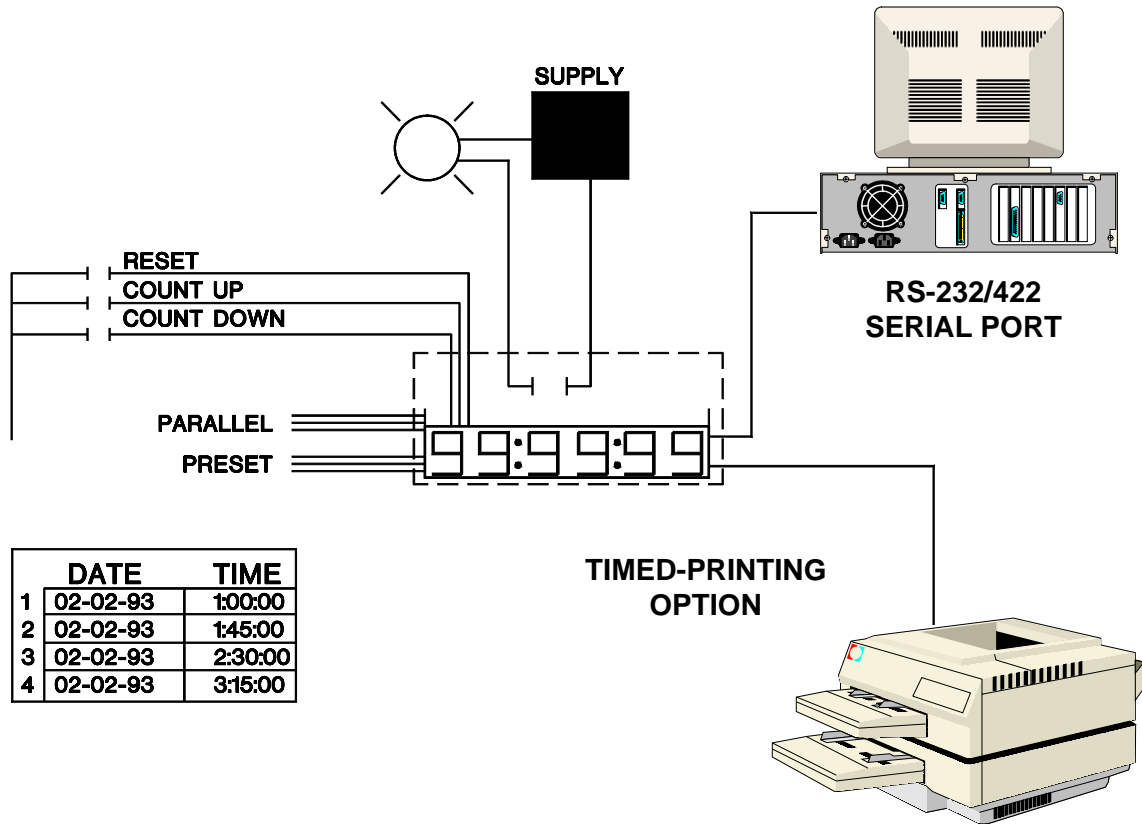 SUPPLY
RESET
COUNT UP
COUNT DOWN
RS-232/422
SERIAL PORT
PARALLEL
PRESET
99:99:99
TIMED-PRINTING
OPTION
DATE TIME
1 02-02-93 1:00:00
2 02-02-93 1:45:00
3 02-02-93 2:30:00
4 02-02-93 3:15:00